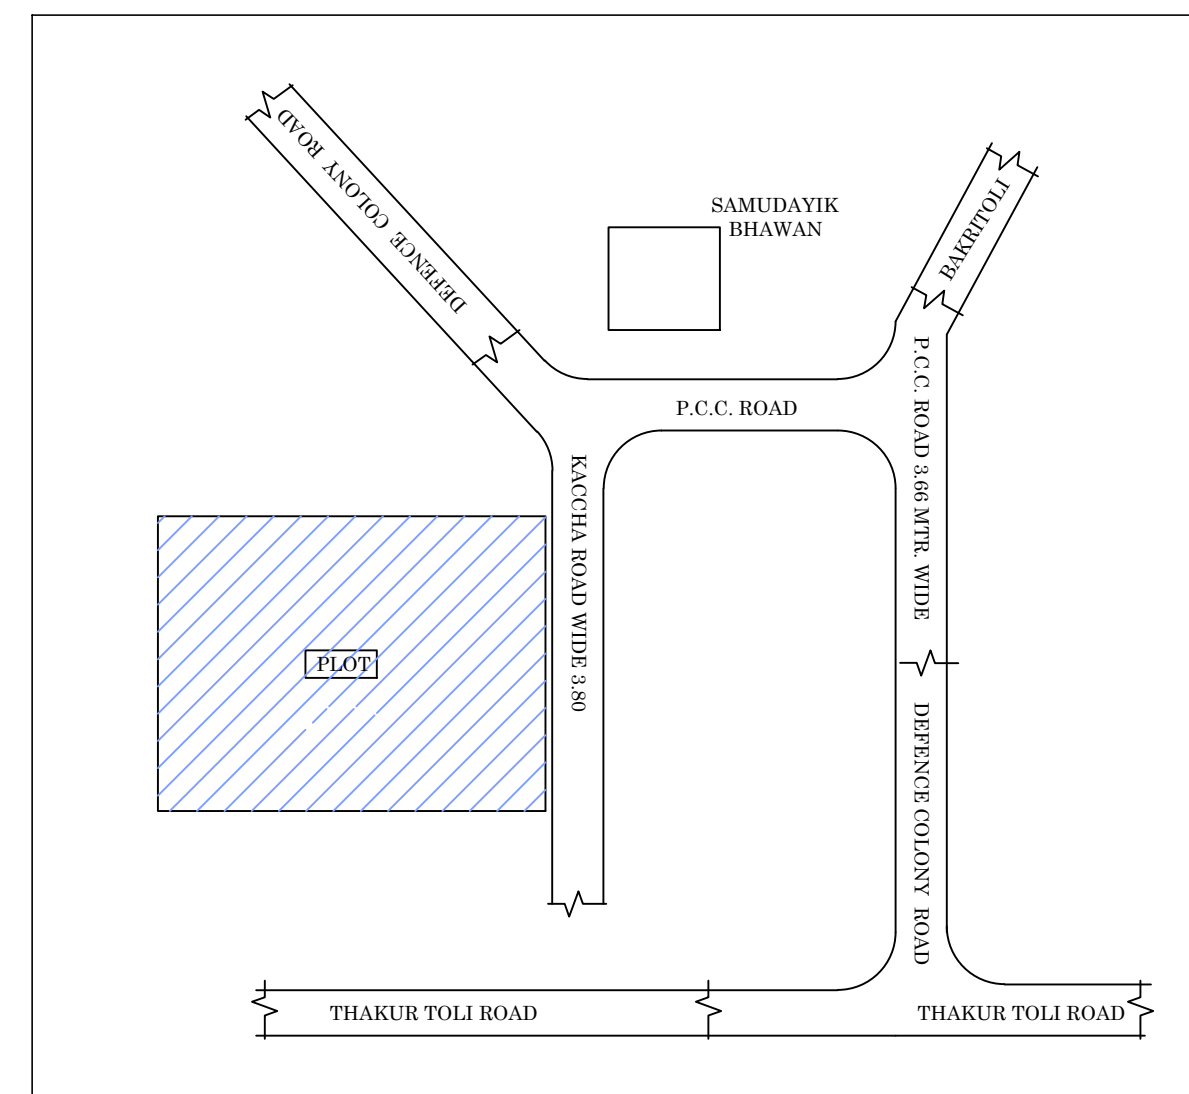 DEFENCE COLONY ROAD
SAMUDAYIK
BHAWAN
BAKRITOLI
P.C.C. ROAD
P.C.C. ROAD 3.66 MTR. WIDE
KACCHA ROAD WIDE 3.80
PLOT
DEFENCE COLONY ROAD
THAKUR TOLI ROAD
THAKUR TOLI ROAD